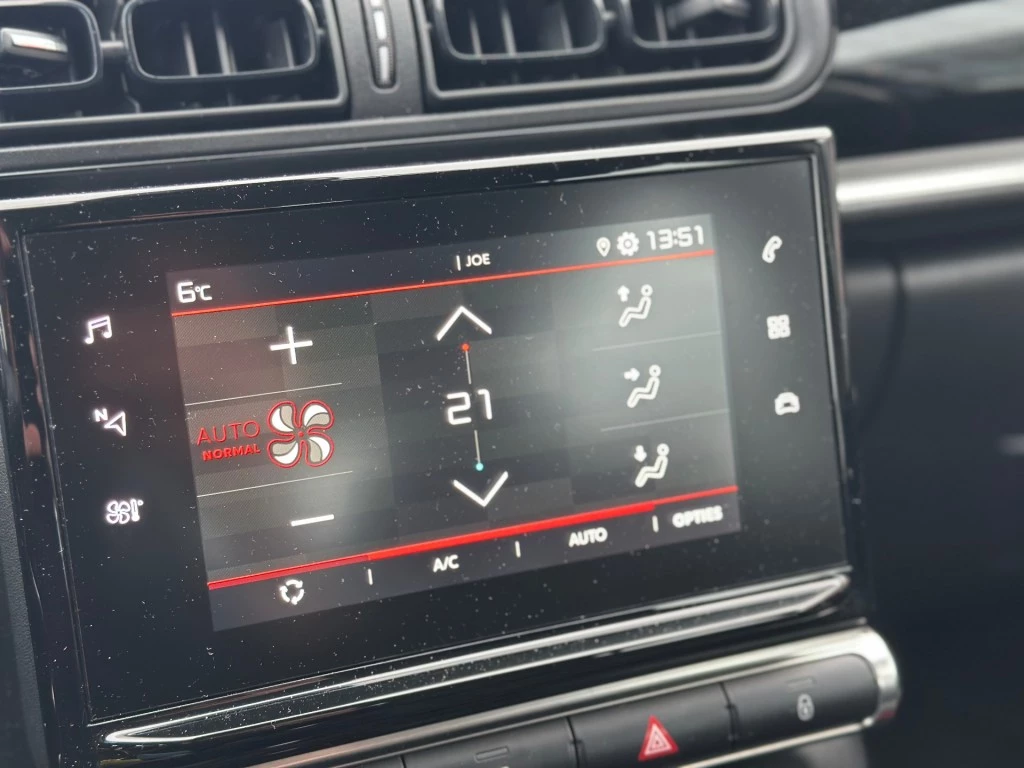 | JOE
13:51
6°C
21
AUTO
NORMAL
N
A/C
AUTO
OPTIES